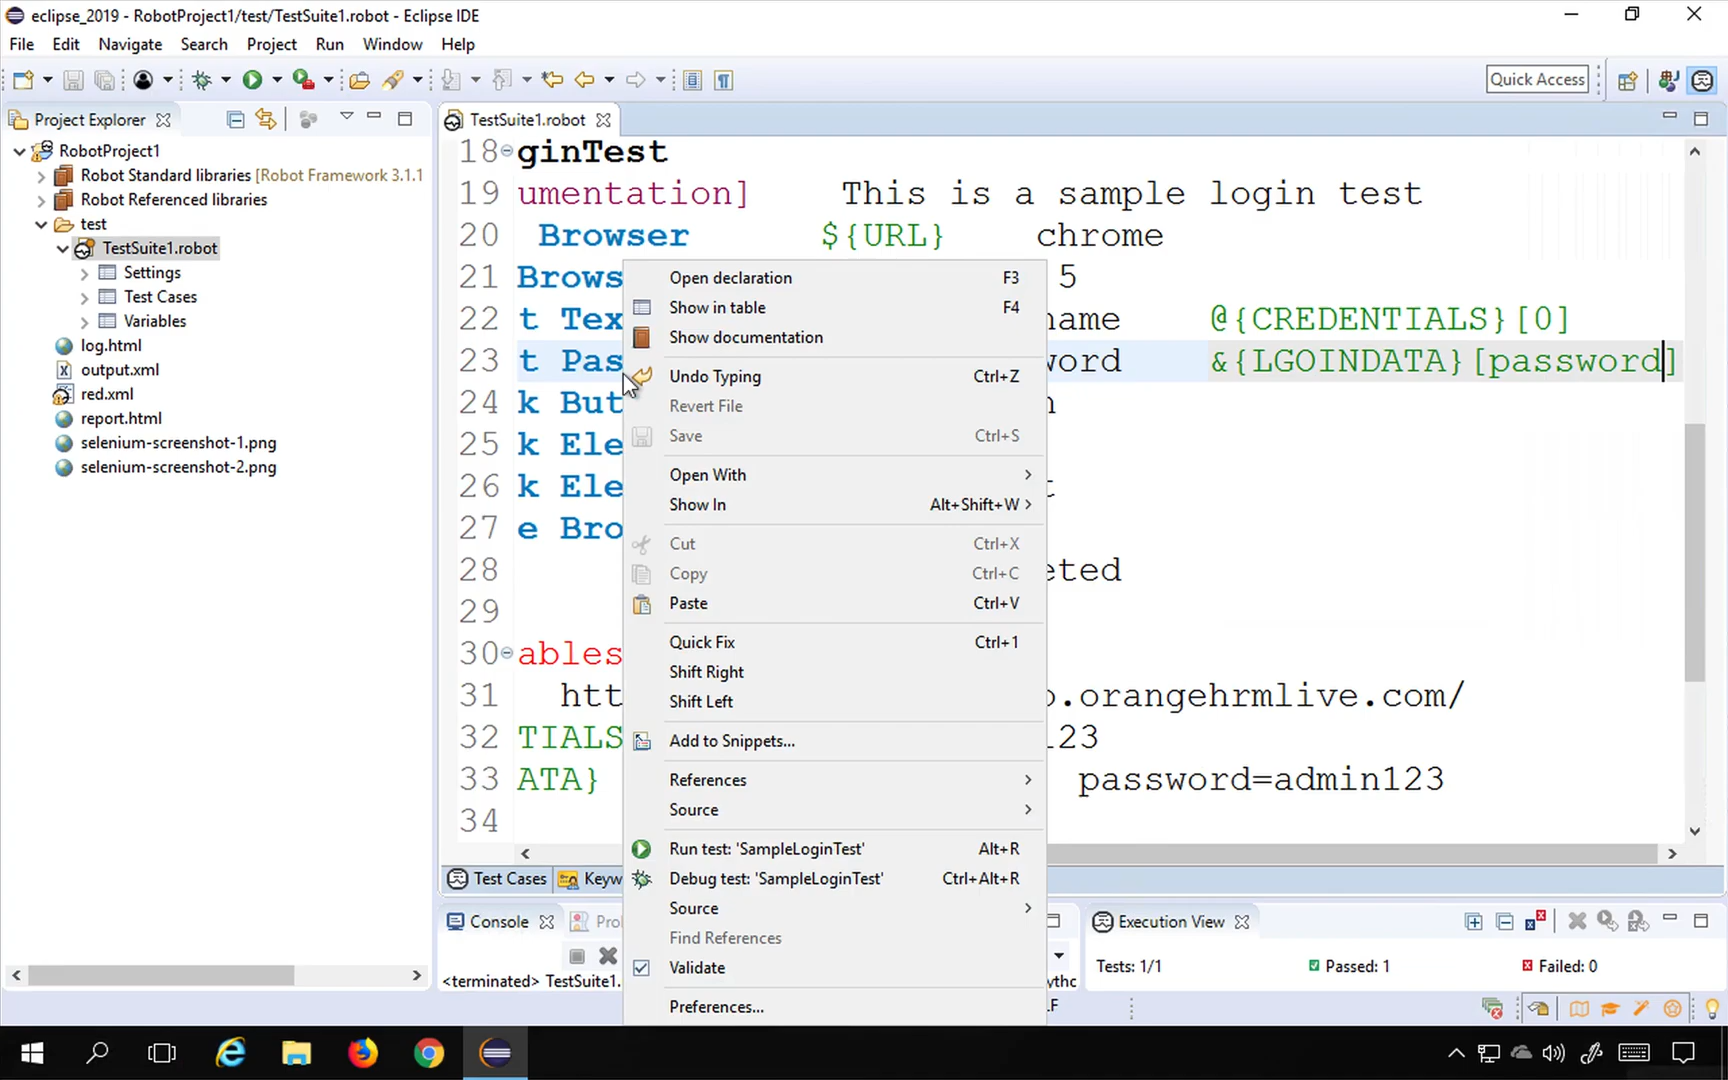 eclipse_2019 - RobotProject1/test/TestSuite1.robot - Eclipse IDE
File Edit Navigate Search Project Run Window Help
Quick Access
Project Explorer
RobotProject1
Robot Standard libraries [Robot Framework 3.1.1
Robot Referenced libraries
test
TestSuite1.robot
Settings
Test Cases
Variables
log.html
output.xml
red.xml
report.html
selenium-screenshot-1.png
selenium-screenshot-2.png
TestSuite1.robot
18 ginTest
19 umentation] This is a sample login test
20 Browser ${URL} chrome
21 Brows 5
22 t Tex name @{CREDENTIALS}[0]
23 t Pas word &{LGOINDATA}[password]
24 k But n
25 k Ele
26 k Ele t
27 e Bro
28 eted
29
30 ables
31 htt o.orangehrmlive.com/
32 TIALS 123
33 ATA} password=admin123
34
Open declaration F3
Show in table F4
Show documentation
Undo Typing Ctrl+Z
Revert File
Save Ctrl+S
Open With
Show In Alt+Shift+W
Cut Ctrl+X
Copy Ctrl+C
Paste Ctrl+V
Quick Fix Ctrl+1
Shift Right
Shift Left
Add to Snippets...
References
Source
Run test: 'SampleLoginTest' Alt+R
Debug test: 'SampleLoginTest' Ctrl+Alt+R
Source
Find References
Validate
Preferences...
Test Cases Keyw
Console Pro
<terminated> TestSuite1. ythc
Execution View
Tests: 1/1 Passed: 1 Failed: 0